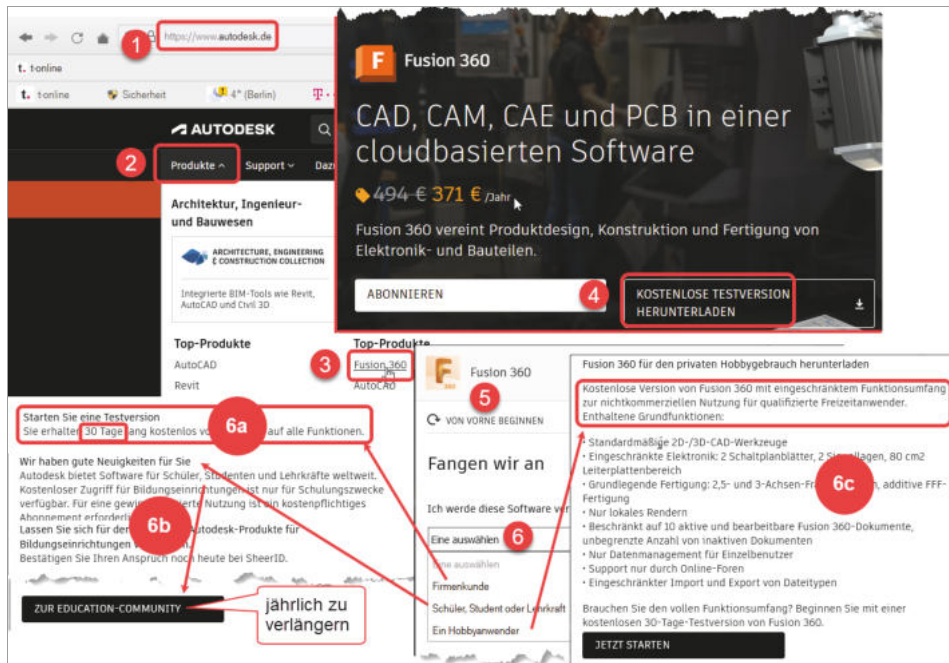 1
https://www.autodesk.de
t. t-online
t. t-online Sicherheit 4° (Berlin)
AUTODESK
2
Produkte Support
Architektur, Ingenieur-
und Bauwesen
ARCHITECTURE, ENGINEERING
& CONSTRUCTION COLLECTION
Integrierte BIM-Tools wie Revit,
AutoCAD und Civil 3D
Top-Produkte
AutoCAD
Revit
Top-Produkte
3
Fusion 360
AutoCAD
F Fusion 360
CAD, CAM, CAE und PCB in einer
cloudbasierten Software
494 € 371 € /Jahr
Fusion 360 vereint Produktdesign, Konstruktion und Fertigung von
Elektronik- und Bauteilen.
ABONNIEREN
4
KOSTENLOSE TESTVERSION
HERUNTERLADEN
F Fusion 360
360
5
VON VORNE BEGINNEN
Fangen wir an
Ich werde diese Software
Eine auswählen
6
Eine auswählen
Firmenkunde
Schüler, Student oder Lehrkraft
Ein Hobbyanwender
Starten Sie eine Testversion
6a
Sie erhalten 30 Tage lang kostenlos auf alle Funktionen.
Wir haben gute Neuigkeiten für Sie
Autodesk bietet Software für Schüler, Studenten und Lehrkräfte weltweit.
Kostenloser Zugriff für Bildungseinrichtungen ist nur für Schulungszwecke
verfügbar. Für eine Nutzung ist ein kostenpflichtiges
Abonnement
6b
Lassen Sie sich für Autodesk-Produkte für
Bildungseinrichtungen
Bestätigen Sie Ihren Anspruch noch heute bei SheerID.
ZUR EDUCATION-COMMUNITY
jährlich zu
verlängern
Fusion 360 für den privaten Hobbygebrauch herunterladen
Kostenlose Version von Fusion 360 mit eingeschränktem Funktionsumfang
zur nichtkommerziellen Nutzung für qualifizierte Freizeitanwender.
Enthaltene Grundfunktionen:
• Standardmäßige 2D-/3D-CAD-Werkzeuge
• Eingeschränkte Elektronik: 2 Schaltplanblätter, 2 80 cm2
Leiterplattenbereich
6c
• Grundlegende Fertigung: 2,5- und 3-Achsen- additive FFF-
Fertigung
• Nur lokales Rendern
• Beschränkt auf 10 aktive und bearbeitbare Fusion 360-Dokumente,
unbegrenzte Anzahl von inaktiven Dokumenten
• Nur Datenmanagement für Einzelbenutzer
• Support nur durch Online-Foren
• Eingeschränkter Import und Export von Dateitypen
Brauchen Sie den vollen Funktionsumfang? Beginnen Sie mit einer
kostenlosen 30-Tage-Testversion von Fusion 360.
JETZT STARTEN